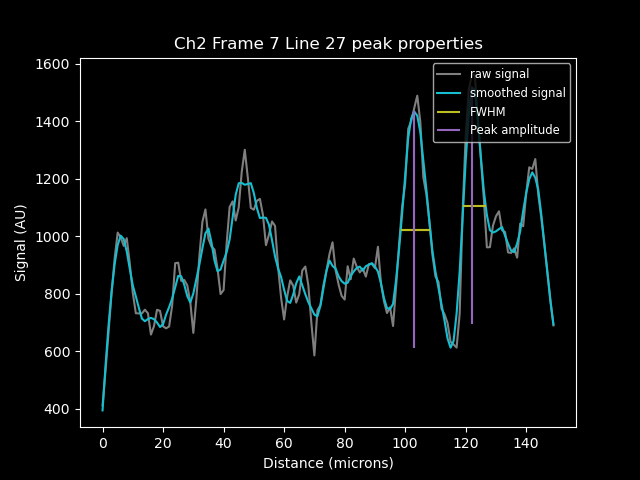 Ch2 Frame 7 Line 27 peak properties
raw signal
smoothed signal
FWHM
Peak amplitude
Signal (AU)
1600
1400
1200
1000
800
600
400
0
20
40
60
80
100
120
140
Distance (microns)